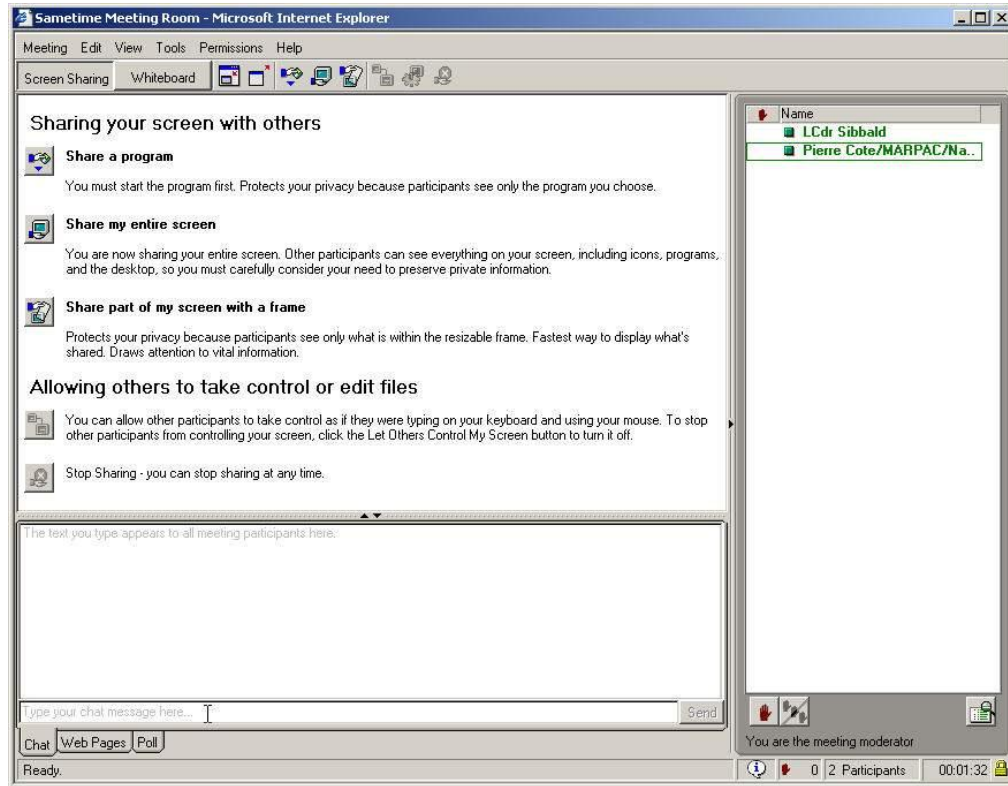 Sametime Meeting Room - Microsoft Internet Explorer
Meeting Edit View Tools Permissions Help
Screen Sharing Whiteboard
Sharing your screen with others
Share a program
You must start the program first. Protects your privacy because participants see only the program you choose.
Share my entire screen
You are now sharing your entire screen. Other participants can see everything on your screen, including icons, programs,
and the desktop, so you must carefully consider your need to preserve private information.
Share part of my screen with a frame
Protects your privacy because participants see only what is within the resizable frame. Fastest way to display what's
shared. Draws attention to vital information.
Allowing others to take control or edit files
You can allow other participants to take control as if they were typing on your keyboard and using your mouse. To stop
other participants from controlling your screen, click the Let Others Control My Screen button to turn it off.
Stop Sharing - you can stop sharing at any time.
The text you type appears to all meeting participants here.
Type your chat message here...
Send
Chat Web Pages Poll
Ready.
Name
LCdr Sibbald
Pierre Cote/MARPAC/Na..
You are the meeting moderator
0 2 Participants 00:01:32